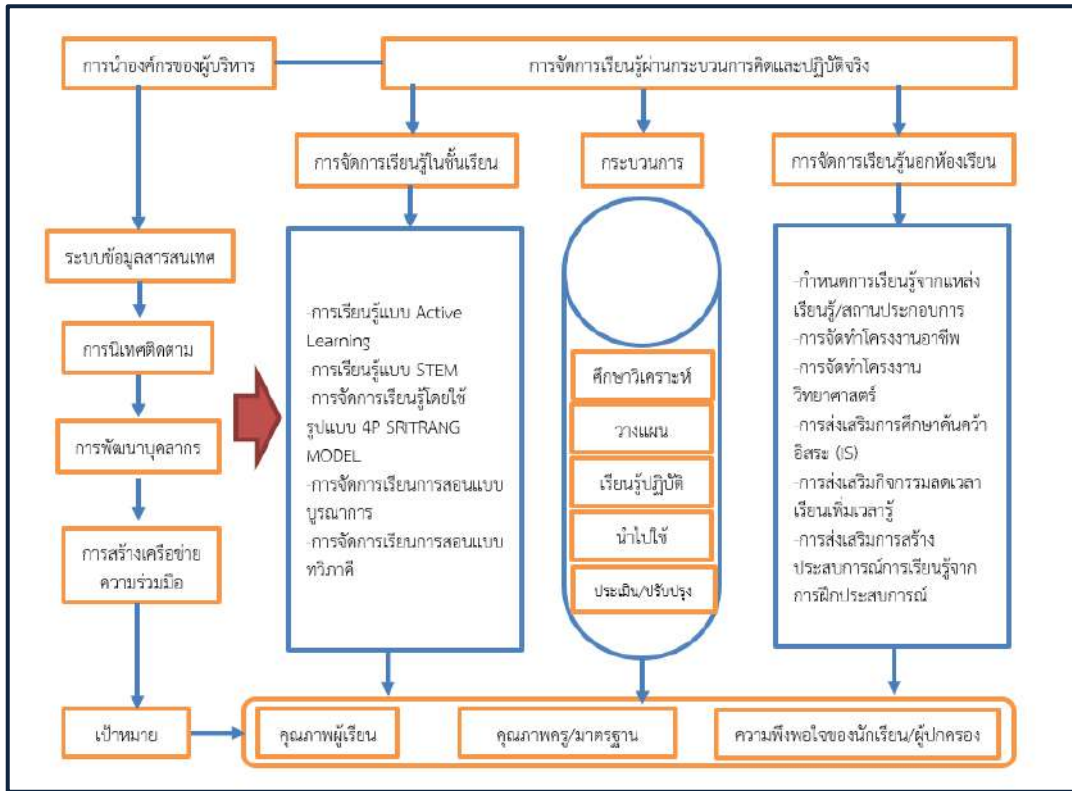 การนำองค์กรของผู้บริหาร
การจัดการเรียนรู้ผ่านกระบวนการคิดและปฏิบัติจริง
การจัดการเรียนรู้ในชั้นเรียน
กระบวนการ
การจัดการเรียนรู้นอกห้องเรียน
ระบบข้อมูลสารสนเทศ
การนิเทศติดตาม
การพัฒนาบุคลากร
การสร้างเครือข่าย
ความร่วมมือ
-การเรียนรู้แบบ Active
Learning
-การเรียนรู้แบบ STEM
-การจัดการเรียนรู้โดยใช้
รูปแบบ 4P SRITRANG
MODEL
-การจัดการเรียนการสอนแบบ
บูรณาการ
-การจัดการเรียนการสอนแบบ
ทวิภาคี
ศึกษาวิเคราะห์
วางแผน
เรียนรู้ปฏิบัติ
นำไปใช้
ประเมิน/ปรับปรุง
-กำหนดการเรียนรู้จากแหล่ง
เรียนรู้/สถานประกอบการ
-การจัดทำโครงงานอาชีพ
-การจัดทำโครงงาน
วิทยาศาสตร์
-การส่งเสริมการศึกษาค้นคว้า
อิสระ (IS)
-การส่งเสริมกิจกรรมลดเวลา
เรียนเพิ่มเวลารู้
-การส่งเสริมการสร้าง
ประสบการณ์การเรียนรู้จาก
การฝึกประสบการณ์
เป้าหมาย
คุณภาพผู้เรียน
คุณภาพครู/มาตรฐาน
ความพึงพอใจของนักเรียน/ผู้ปกครอง